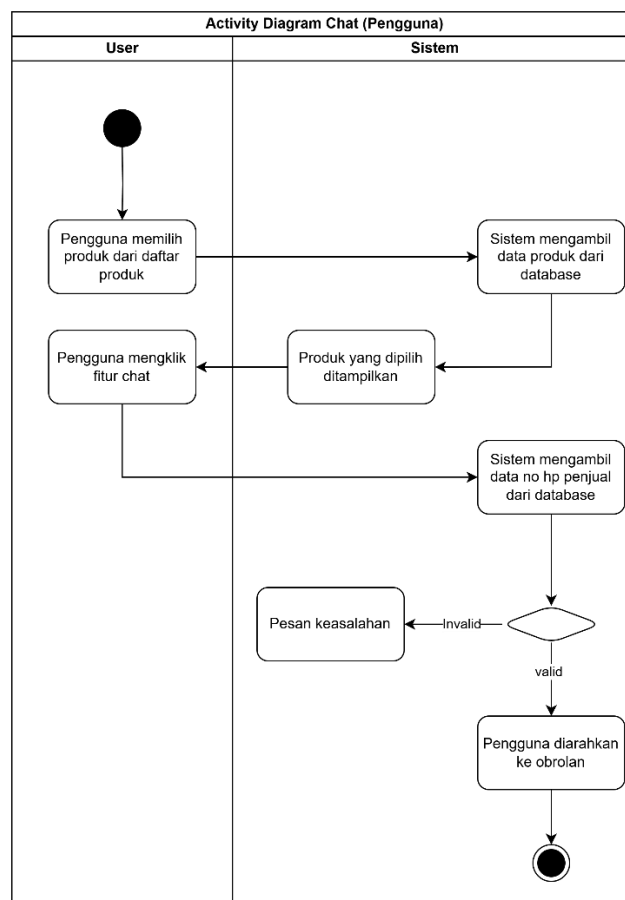 Activity Diagram Chat (Pengguna)
User
Sistem
Pengguna memilih
produk dari daftar
produk
Sistem mengambil
data produk dari
database
Pengguna mengklik
fitur chat
Produk yang dipilih
ditampilkan
Sistem mengambil
data no hp penjual
dari database
Pesan keasalahan
Invalid
valid
Pengguna diarahkan
ke obrolan